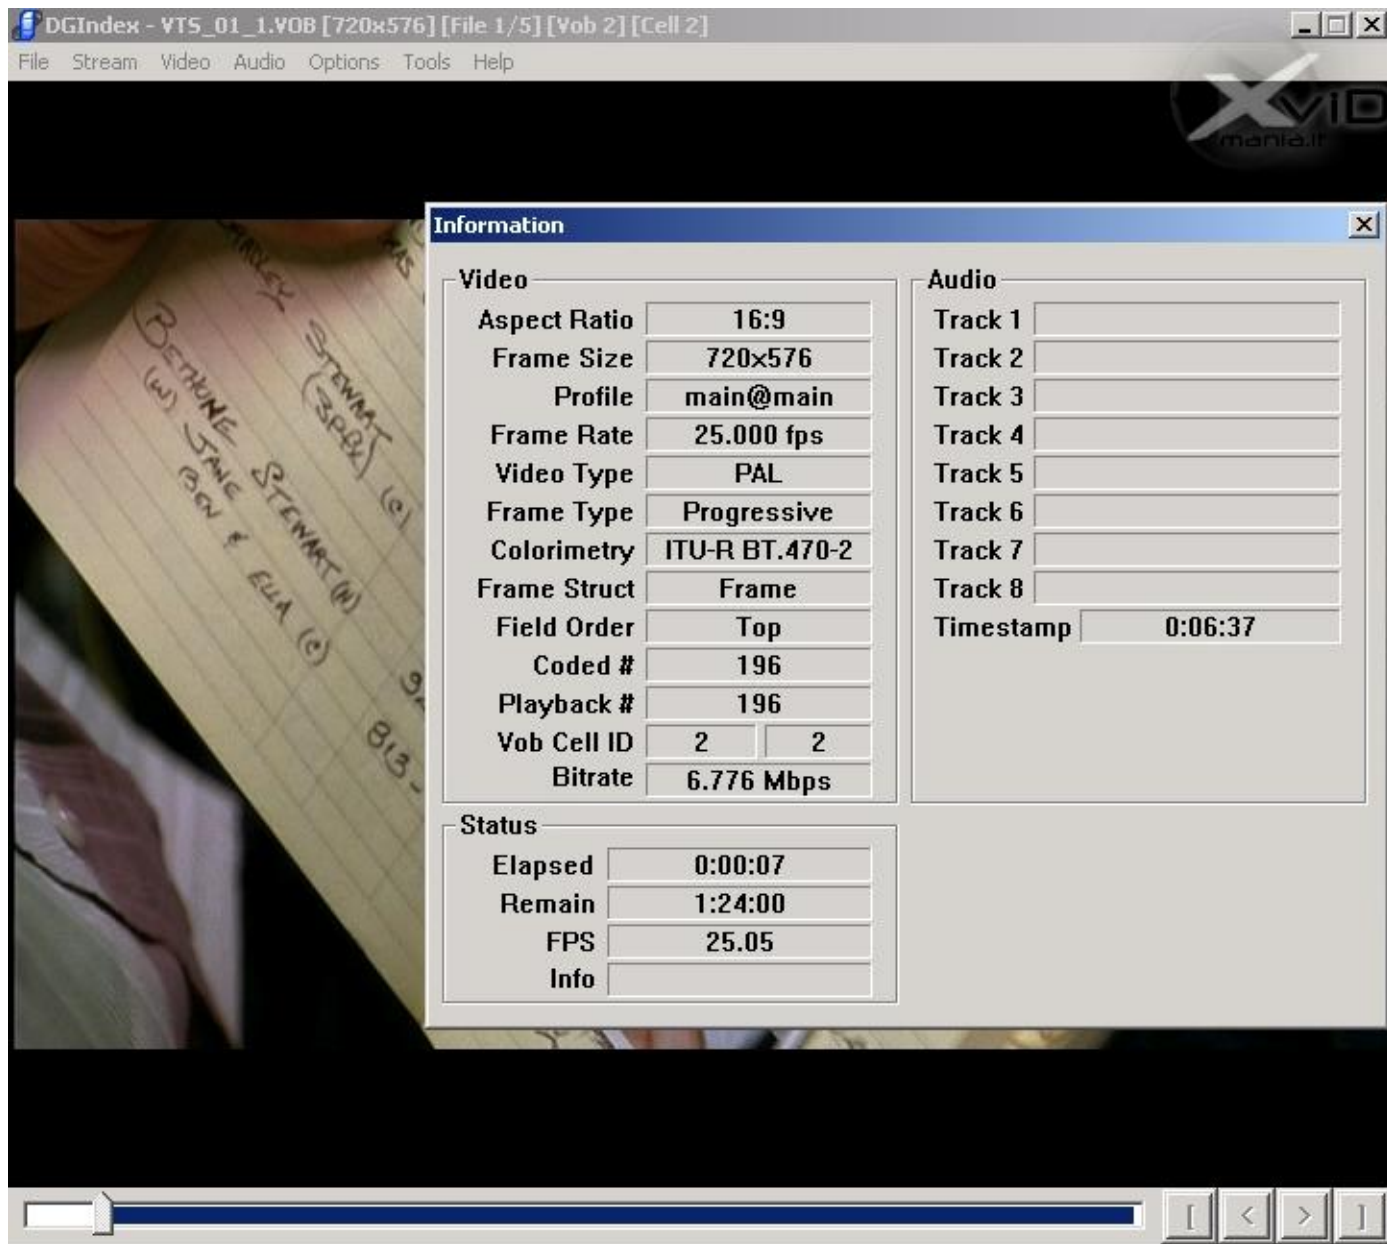 DGIndex - VTS_01_1.VOB [720x576] [File 1/5] [Vob 2] [Cell 2]
File Stream Video Audio Options Tools Help
XviD
mania.it
Information
Video
Aspect Ratio 16:9
Frame Size 720x576
Profile main@main
Frame Rate 25.000 fps
Video Type PAL
Frame Type Progressive
Colorimetry ITU-R BT.470-2
Frame Struct Frame
Field Order Top
Coded # 196
Playback # 196
Vob Cell ID 2 2
Bitrate 6.776 Mbps
Audio
Track 1
Track 2
Track 3
Track 4
Track 5
Track 6
Track 7
Track 8
Timestamp 0:06:37
Status
Elapsed 0:00:07
Remain 1:24:00
FPS 25.05
Info
STEWART
(C)
BETHUNE STEWART (H)
(W) JANE
BEN & ELLA (C)
813-
[ < > ]